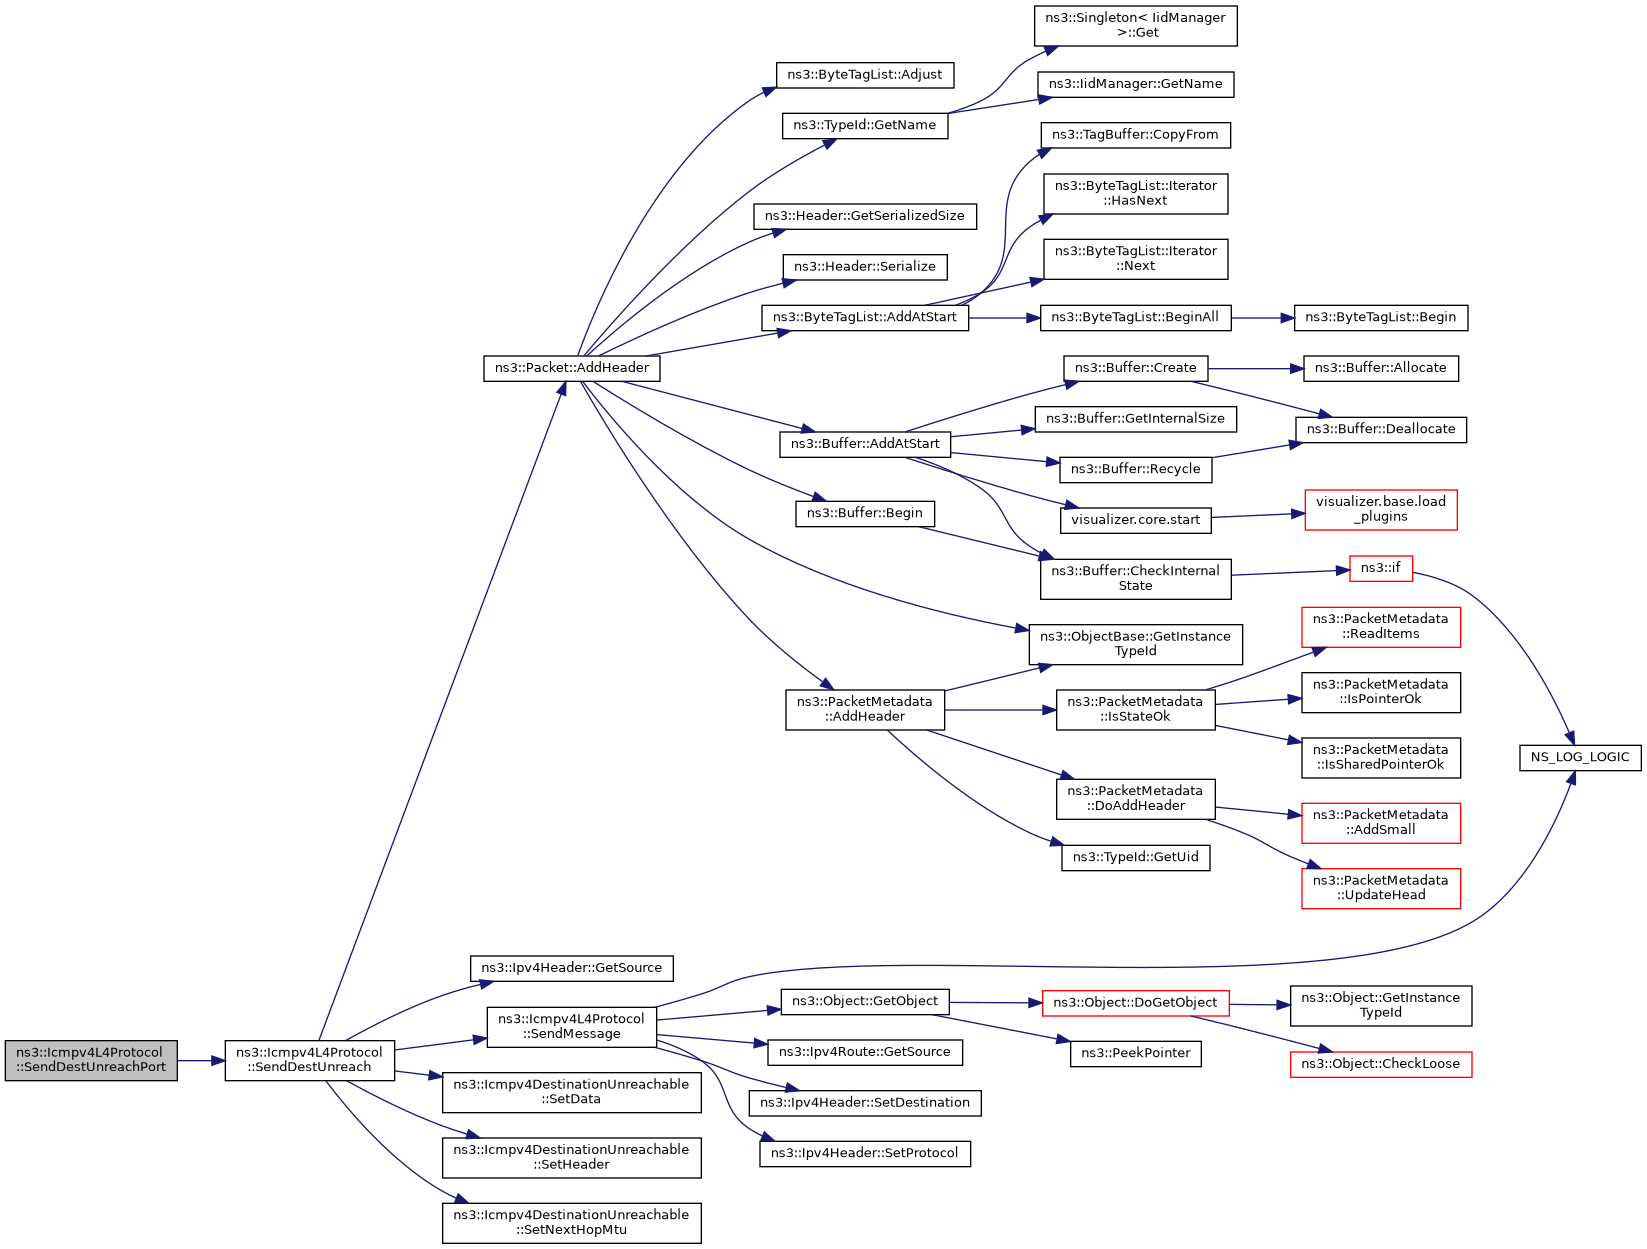 ns3::Icmpv4L4Protocol
::SendDestUnreachPort
ns3::Icmpv4L4Protocol
::SendDestUnreach
ns3::Packet::AddHeader
ns3::Ipv4Header::GetSource
ns3::Icmpv4L4Protocol
::SendMessage
ns3::Icmpv4DestinationUnreachable
::SetData
ns3::Icmpv4DestinationUnreachable
::SetHeader
ns3::Icmpv4DestinationUnreachable
::SetNextHopMtu
ns3::ByteTagList::Adjust
ns3::TypeId::GetName
ns3::Header::GetSerializedSize
ns3::Header::Serialize
ns3::ByteTagList::AddAtStart
ns3::Buffer::AddAtStart
ns3::Buffer::Begin
ns3::PacketMetadata
::AddHeader
ns3::Object::GetObject
ns3::Ipv4Route::GetSource
ns3::Ipv4Header::SetDestination
ns3::Ipv4Header::SetProtocol
ns3::Singleton< IidManager
>::Get
ns3::IidManager::GetName
ns3::TagBuffer::CopyFrom
ns3::ByteTagList::Iterator
::HasNext
ns3::ByteTagList::Iterator
::Next
ns3::ByteTagList::BeginAll
ns3::Buffer::Create
ns3::Buffer::GetInternalSize
ns3::Buffer::Recycle
visualizer.core.start
ns3::Buffer::CheckInternal
State
ns3::ObjectBase::GetInstance
TypeId
ns3::PacketMetadata
::IsStateOk
ns3::PacketMetadata
::DoAddHeader
ns3::TypeId::GetUid
ns3::Object::DoGetObject
ns3::PeekPointer
ns3::ByteTagList::Begin
ns3::Buffer::Allocate
ns3::Buffer::Deallocate
visualizer.base.load
_plugins
ns3::if
ns3::PacketMetadata
::ReadItems
ns3::PacketMetadata
::IsPointerOk
ns3::PacketMetadata
::IsSharedPointerOk
ns3::PacketMetadata
::AddSmall
ns3::PacketMetadata
::UpdateHead
ns3::Object::GetInstance
TypeId
ns3::Object::CheckLoose
NS_LOG_LOGIC